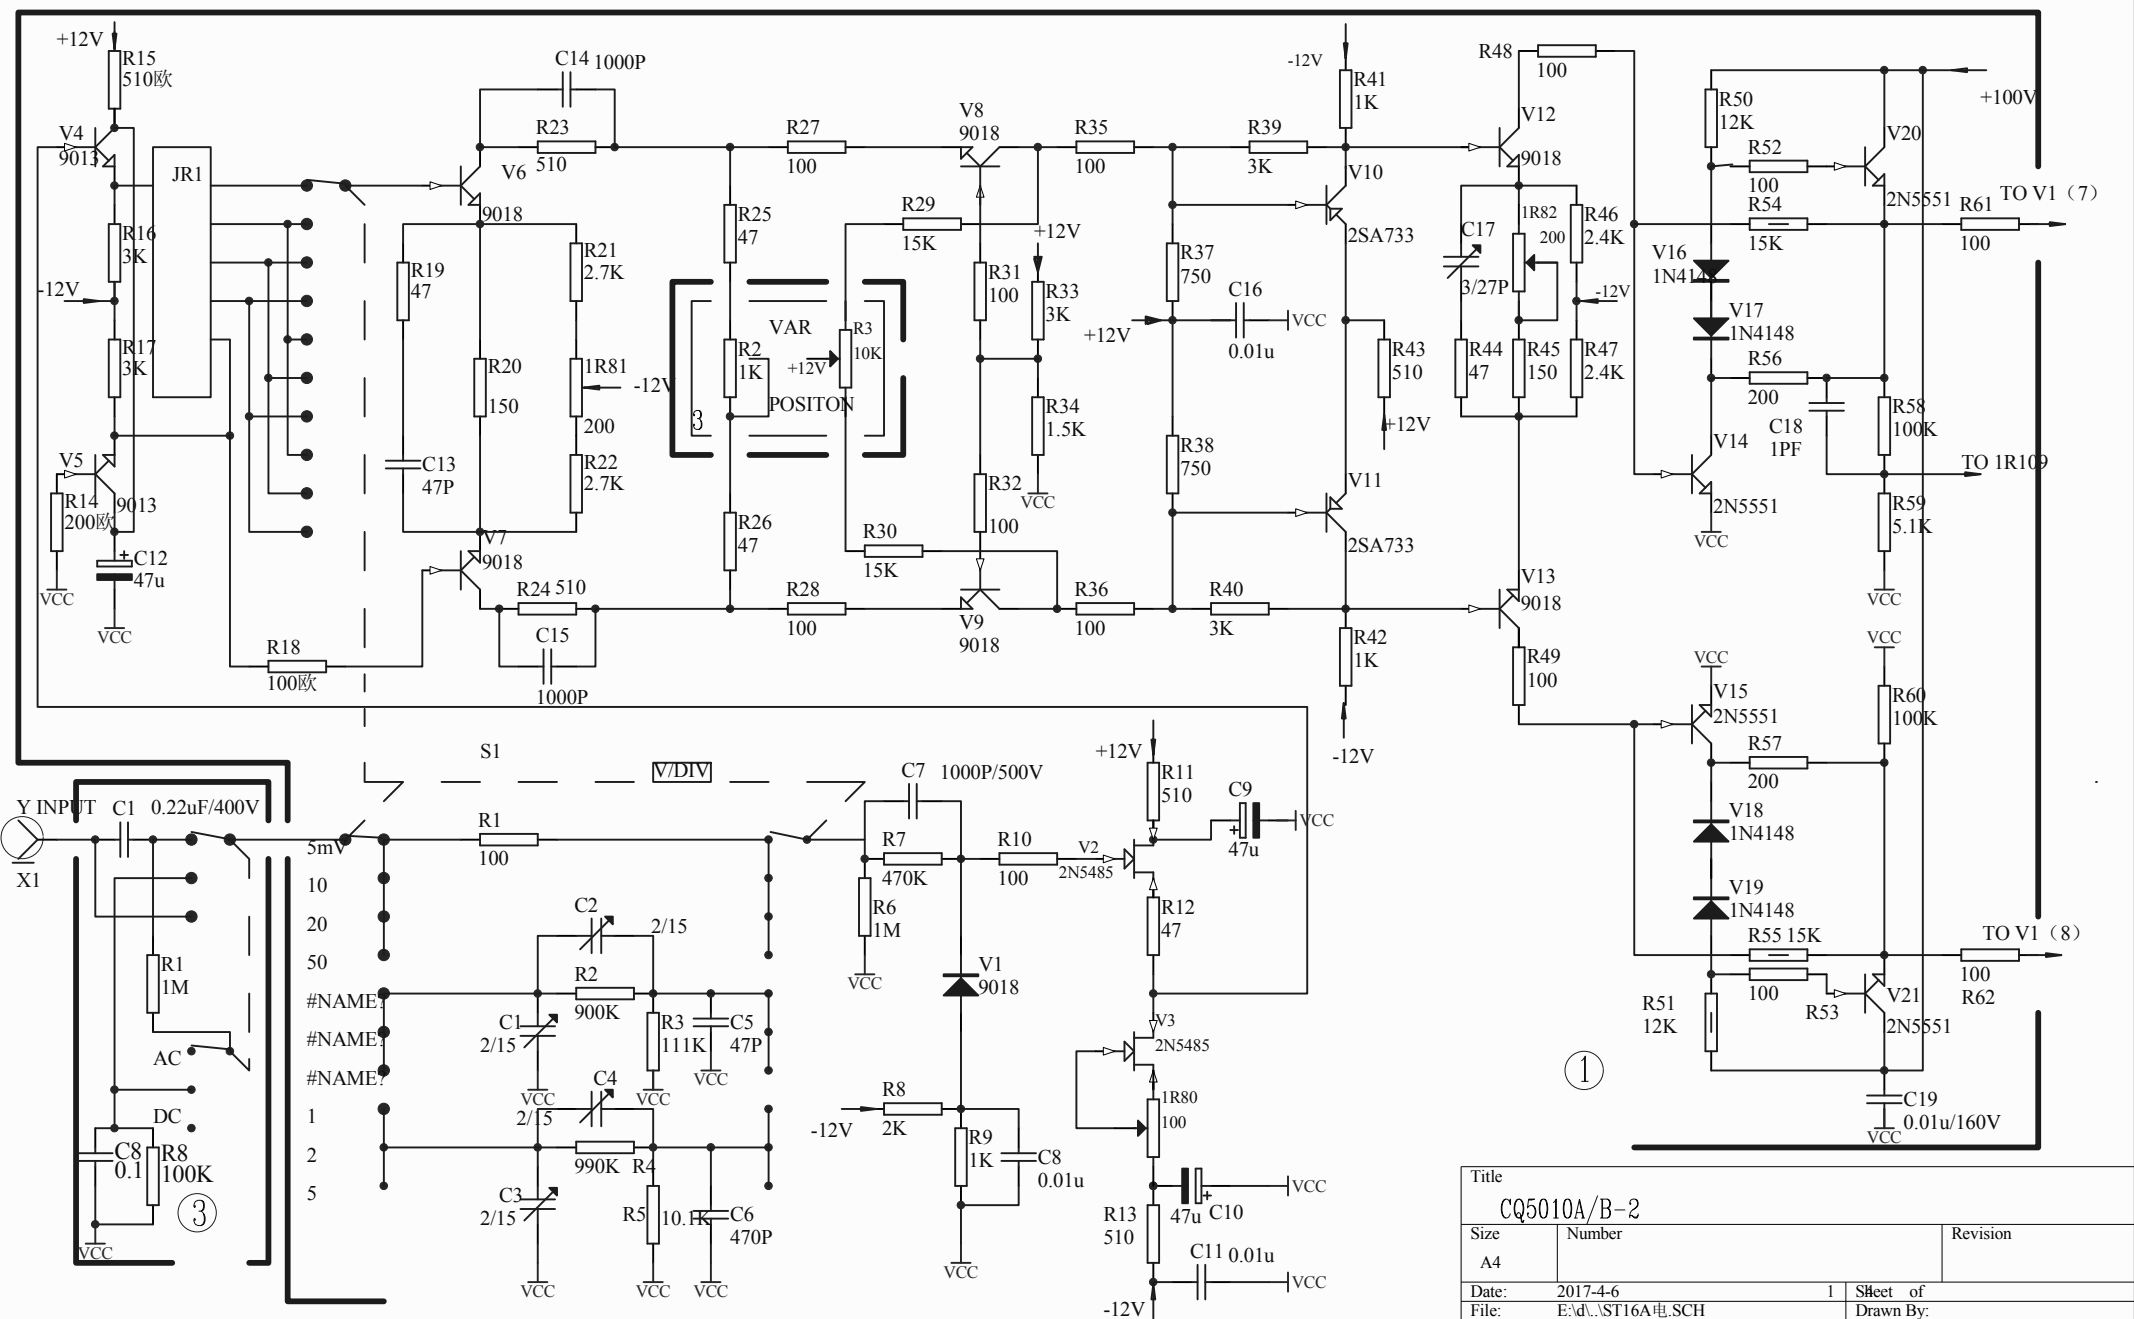 +12V
R15
510欧
V4
9013
JR1
R16
3K
-12V
R17
3K
V5
R14
200欧
9013
C12
47u
VCC
VCC
R18
100欧
C14 1000P
R23
510
V6
9018
R19
47
R21
2.7K
R20
150
1R81
-12V
200
R22
2.7K
C13
47P
V7
9018
R24 510
C15
1000P
R27
100
R25
47
R2
1K
VAR
R3
10K
+12V
POSITON
3
R26
47
R28
100
V8
9018
R29
15K
R31
100
+12V
R33
3K
R34
1.5K
VCC
R32
100
R30
15K
V9
9018
R35
100
R37
750
C16
VCC
+12V
0.01u
R38
750
R36
100
R39
3K
R40
3K
-12V
R41
1K
V10
2SA733
R43
510
+12V
V11
2SA733
R42
1K
-12V
R48
100
V12
9018
C17
3/27P
1R82
200
R46
2.4K
-12V
R44
47
R45
150
R47
2.4K
V13
9018
R49
100
R50
12K
R52
100
R54
15K
V20
2N5551
+100V
TO V1（7）
R61
100
V16
1N4148
V17
1N4148
R56
200
C18
1PF
R58
100K
V14
2N5551
VCC
TO 1R109
R59
5.1K
VCC
VCC
R60
100K
VCC
V15
2N5551
R57
200
V18
1N4148
V19
1N4148
R55 15K
100
R53
R51
12K
V21
2N5551
TO V1（8）
100
R62
C19
0.01u/160V
VCC
1
S1
V/DIV
Y INPUT
X1
C1
0.22uF/400V
R1
1M
AC
DC
C8
0.1
R8
100K
VCC
3
5mV
10
20
50
#NAME?
#NAME?
#NAME?
1
2
5
R1
100
C2
2/15
R2
900K
C1
2/15
VCC
R3
111K
VCC
C5
47P
VCC
C4
2/15
990K R4
C3
2/15
VCC
R5
10.1K
VCC
C6
470P
VCC
C7
1000P/500V
R7
470K
R6
1M
VCC
R10
100
V1
9018
R8
2K
-12V
R9
1K
C8
0.01u
VCC
+12V
R11
510
C9
47u
VCC
V2
2N5485
R12
47
V3
2N5485
1R80
100
47u C10
VCC
R13
510
C11 0.01u
VCC
-12V
Title
CQ5010A/B-2
Size
A4
Number
Revision
Date:
2017-4-6
1
Sheet of
File:
E:\d\..\ST16A电.SCH
Drawn By: